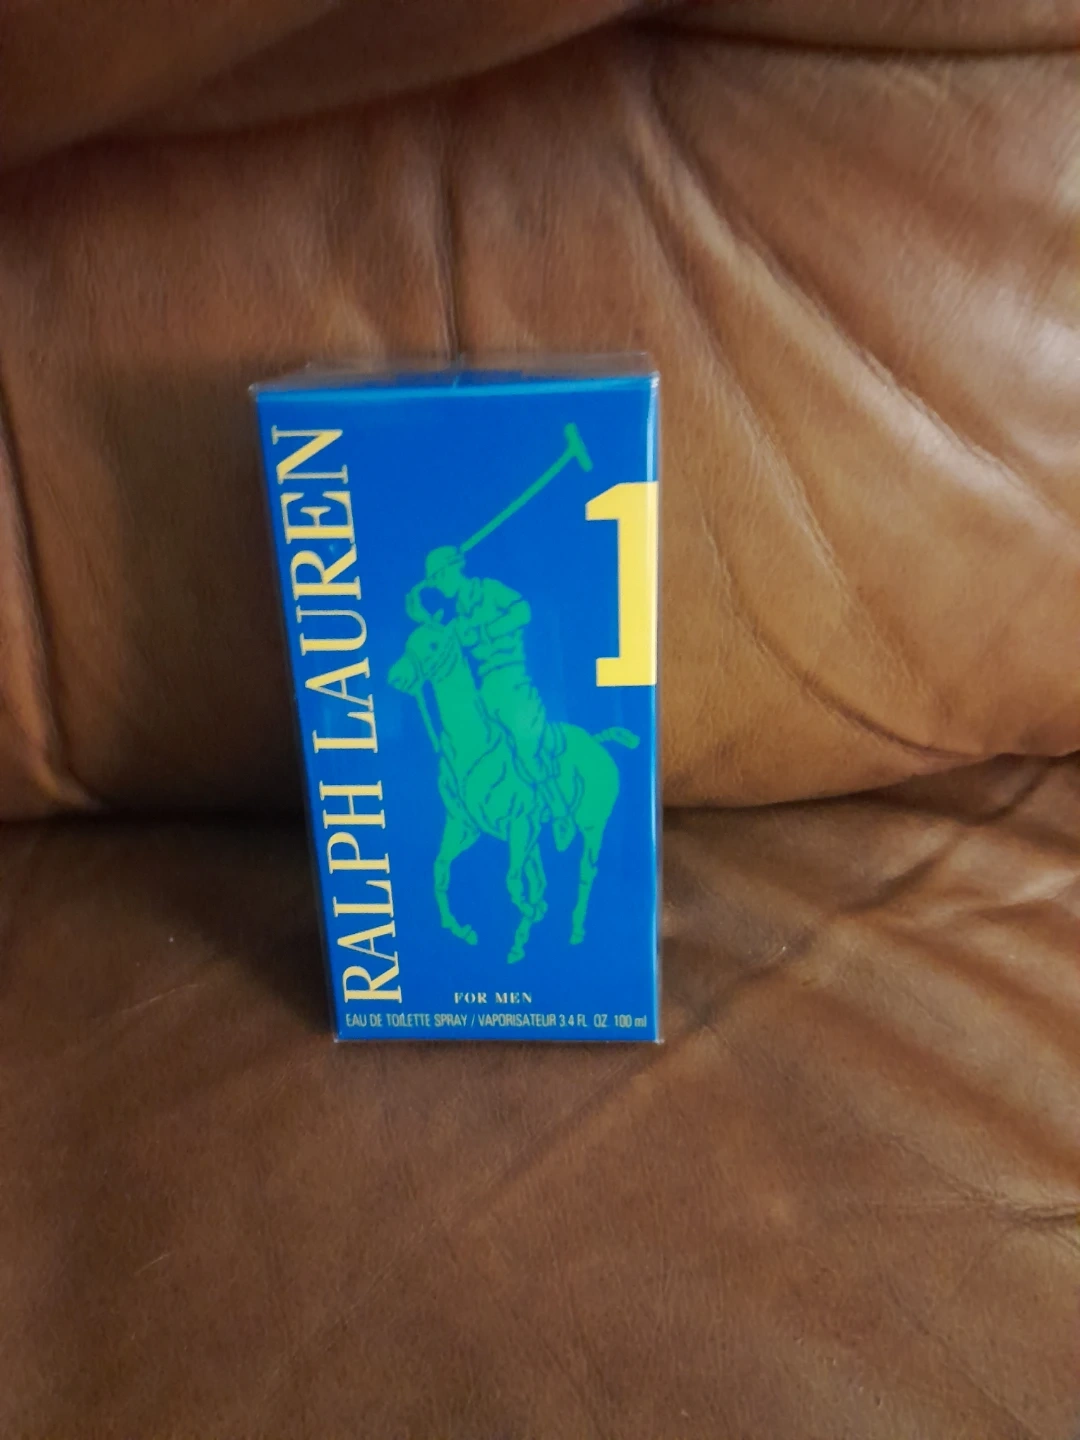 RALPH LAUREN
1
FOR MEN
EAU DE TOILETTE SPRAY / VAPORISATEUR 3.4 FL. OZ. 100 ml